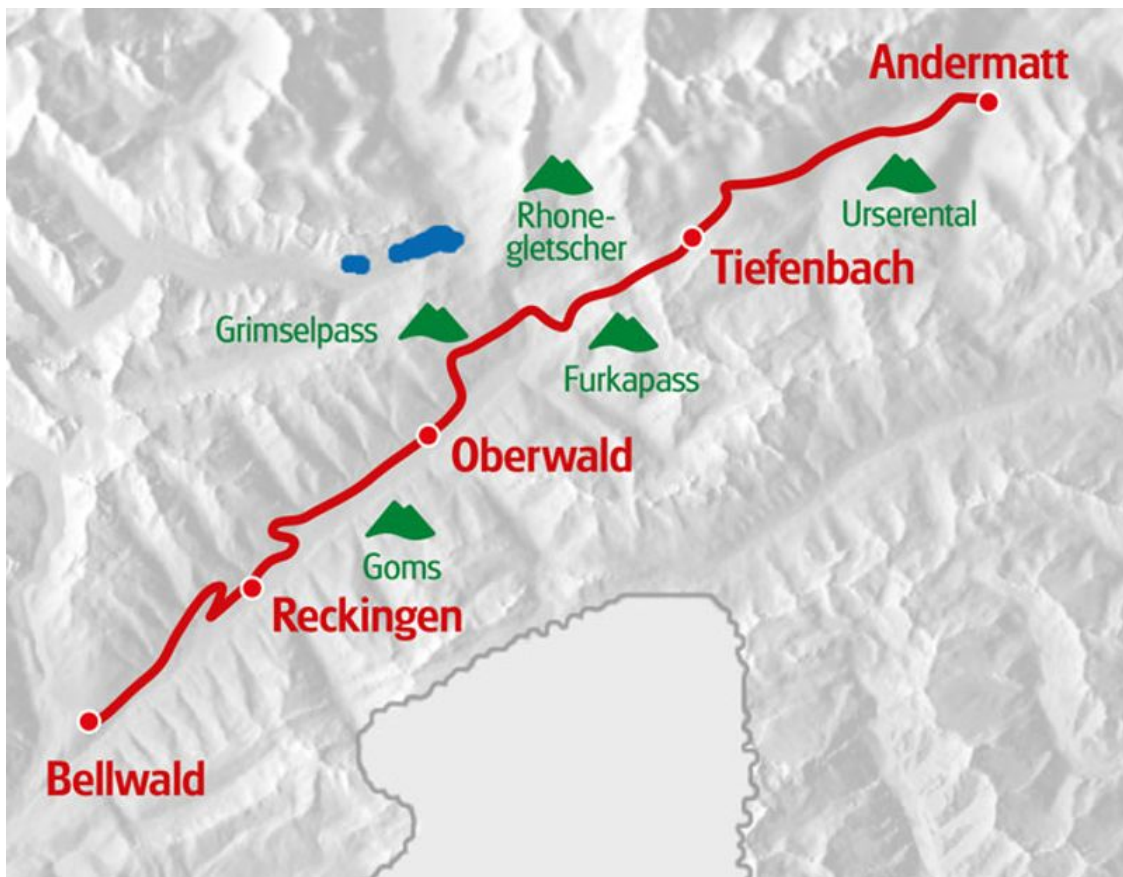 Andermatt
Rhone-
gletscher
Urserental
Tiefenbach
Grimselpass
Furkapass
Oberwald
Goms
Reckingen
Bellwald